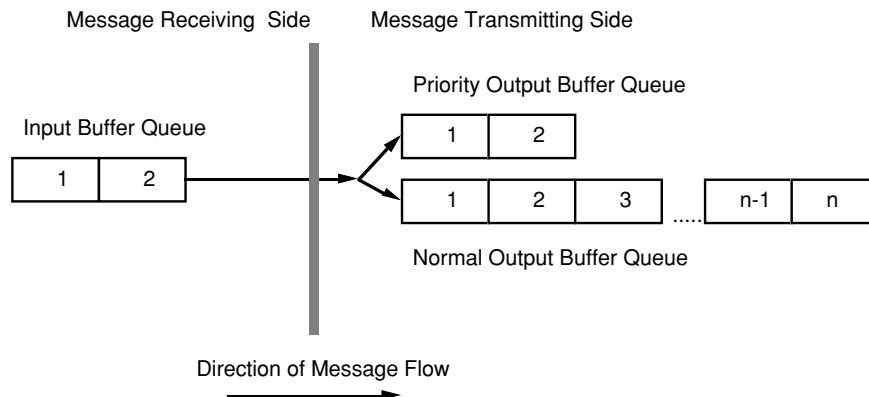 Message Receiving Side
Message Transmitting Side
Priority Output Buffer Queue
Input Buffer Queue
1 2
1 2
1 2 3 ..... n-1 n
Normal Output Buffer Queue
Direction of Message Flow